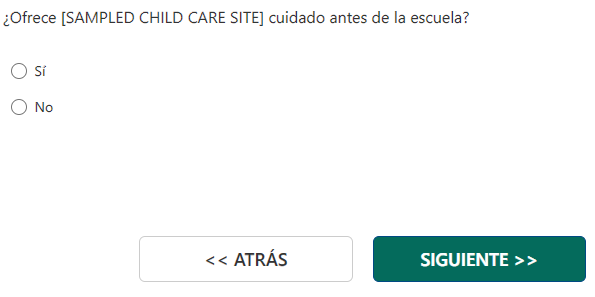 ¿Ofrece [SAMPLED CHILD CARE SITE] cuidado antes de la escuela?
Sí
No
<< ATRÁS
SIGUIENTE >>